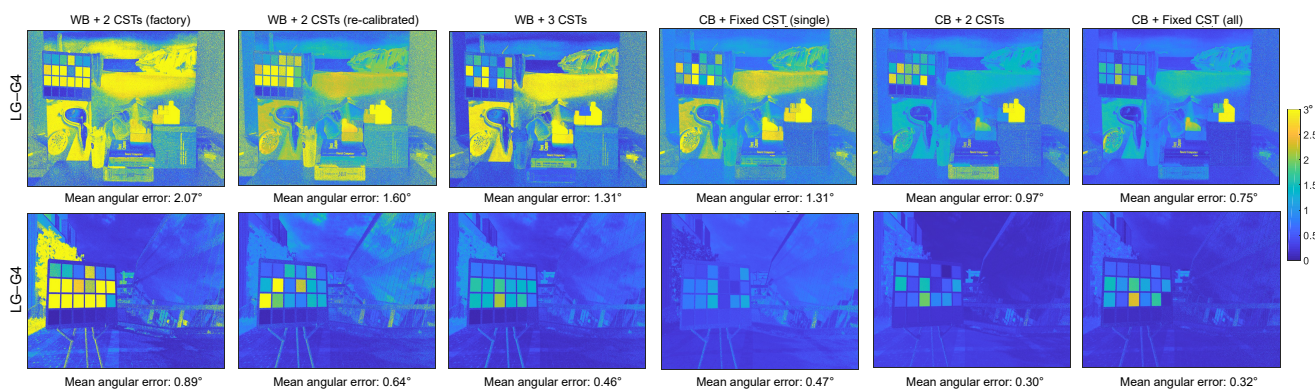 WB + 2 CSTs (factory)
WB + 2 CSTs (re-calibrated)
WB + 3 CSTs
CB + Fixed CST (single)
CB + 2 CSTs
CB + Fixed CST (all)
LG–G4
Mean angular error: 2.07°
Mean angular error: 1.60°
Mean angular error: 1.31°
Mean angular error: 1.31°
Mean angular error: 0.97°
Mean angular error: 0.75°
3°
2.5
2
1.5
1
0.5
0
LG–G4
Mean angular error: 0.89°
Mean angular error: 0.64°
Mean angular error: 0.46°
Mean angular error: 0.47°
Mean angular error: 0.30°
Mean angular error: 0.32°